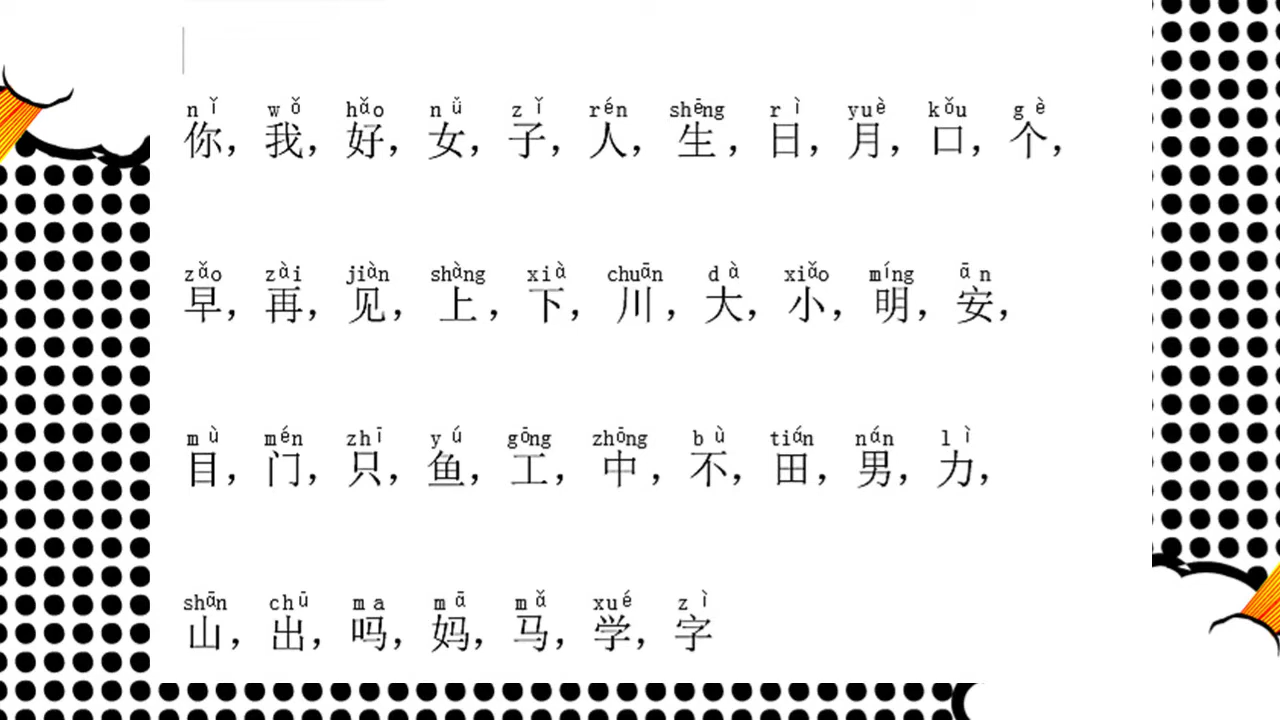 nǐ wǒ hǎo nǚ zǐ rén shēng rì yuè kǒu gè
你，我，好，女，子，人，生，日，月，口，个，
zǎo zài jiàn shàng xià chuān dà xiǎo míng ān
早，再，见，上，下，川，大，小，明，安，
mù mén zhī yú gōng zhōng bù tián nán lì
目，门，只，鱼，工，中，不，田，男，力，
shān chū ma mā mǎ xué zì
山，出，吗，妈，马，学，字